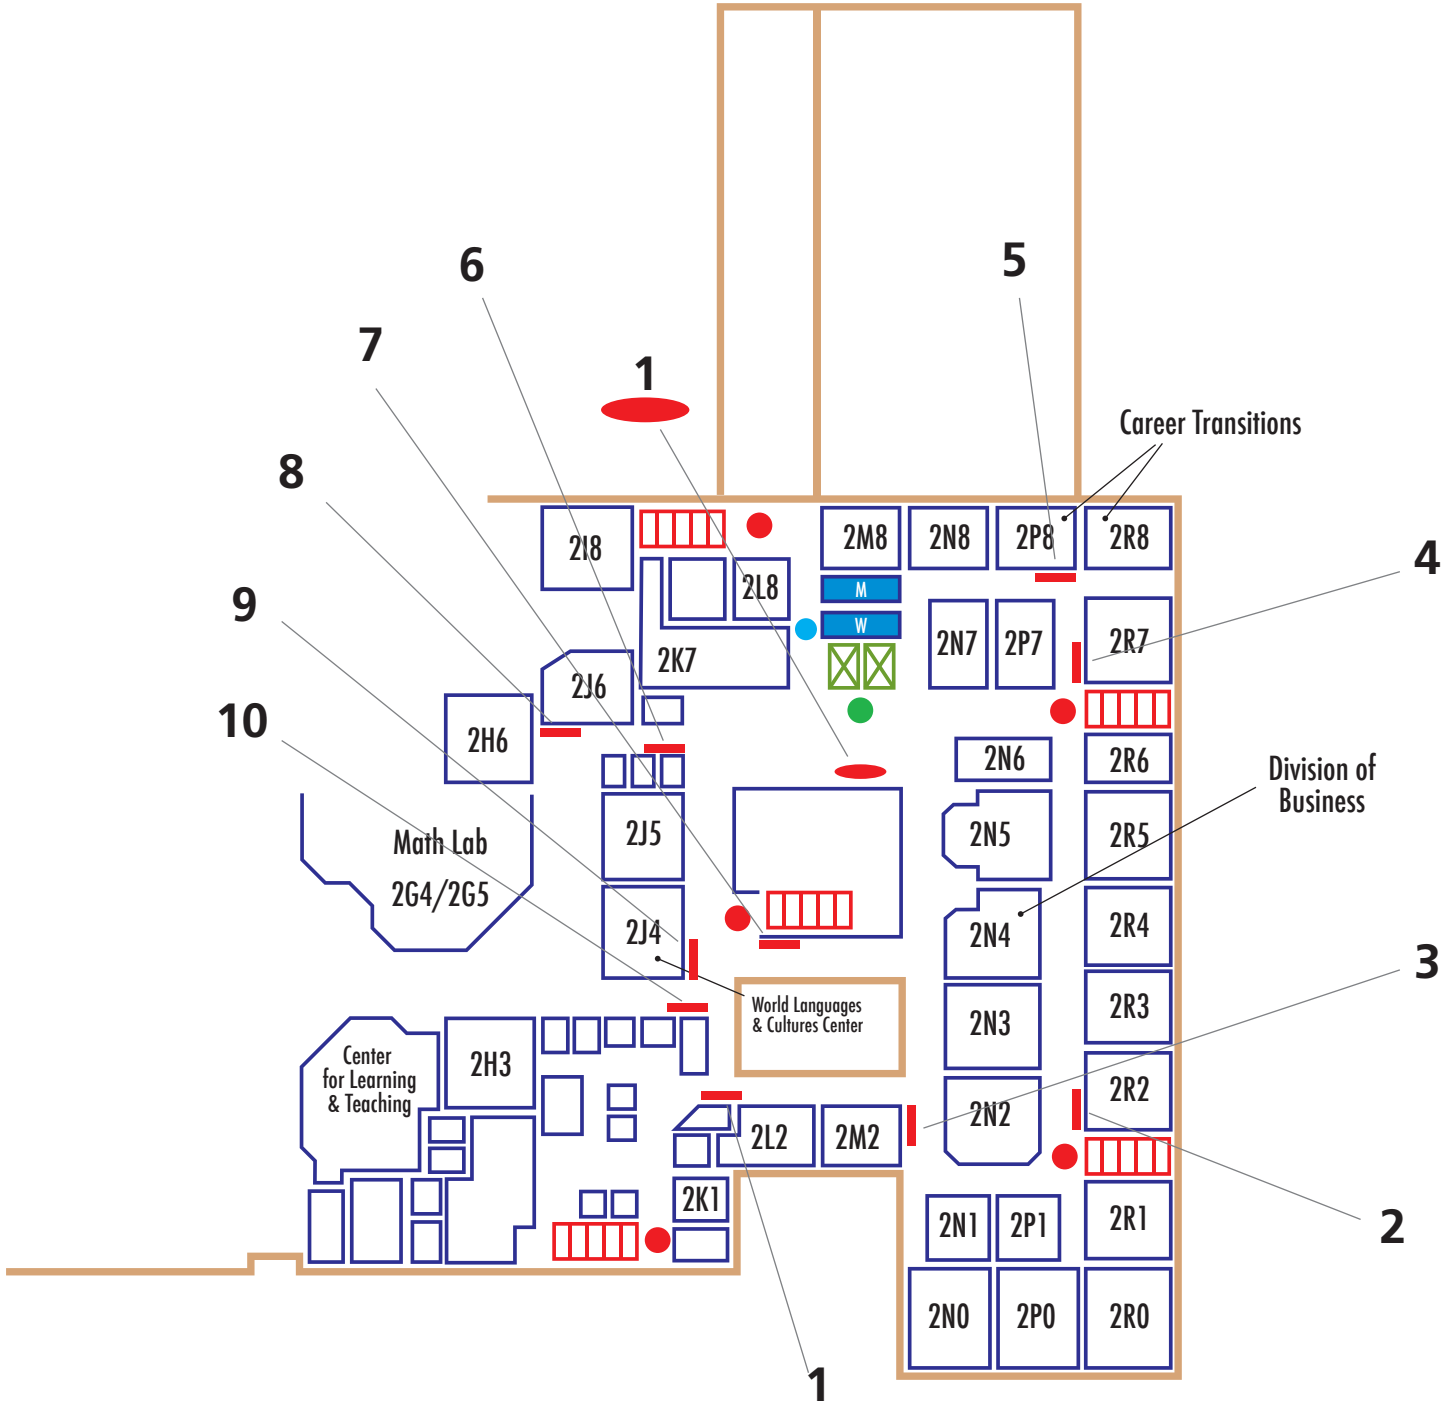 6
5
7
1
Career Transitions
8
2I8
2M8
2N8
2P8
2R8
4
9
2L8
M
W
2K7
2N7
2P7
2R7
2J6
10
2H6
2N6
2R6
Division of
Business
2J5
2N5
2R5
Math Lab
2G4/2G5
2J4
2N4
2R4
3
World Languages
& Cultures Center
2N3
2R3
Center
for Learning
& Teaching
2H3
2R2
2N2
2L2
2M2
2K1
2N1
2P1
2R1
2
2N0
2P0
2R0
1